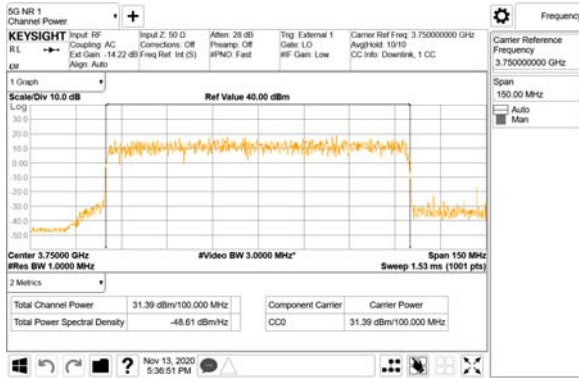 5G NR 1
Channel Power
+
Frequency
KEYSIGHT Input: RF
RL
Coupling: AC
Ext Gain: -14.22 dB
Align: Auto
Input Z: 50 Ω
Corrections: Off
Freq Ref: Int (S)
Atten: 28 dB
Preamp: Off
#PNO: Fast
Trig: External 1
Gate: LO
#IF Gain: Low
Carrier Ref Freq: 3.750000000 GHz
Avg|Hold: 10/10
CC Info: Downlink, 1 CC
Carrier Reference
Frequency
3.750000000 GHz
Span
150.00 MHz
Auto
Man
1 Graph
Scale/Div 10.0 dB
Ref Value 40.00 dBm
Log
30.0
20.0
10.0
0.00
-10.0
-20.0
-30.0
-40.0
-50.0
Center 3.75000 GHz
#Video BW 3.0000 MHz*
Span 150 MHz
#Res BW 1.0000 MHz
Sweep 1.53 ms (1001 pts)
2 Metrics
Total Channel Power 31.39 dBm/100.000 MHz
Total Power Spectral Density -48.61 dBm/Hz
Component Carrier Carrier Power
CC0 31.39 dBm/100.000 MHz
?
Nov 13, 2020
5:36:51 PM